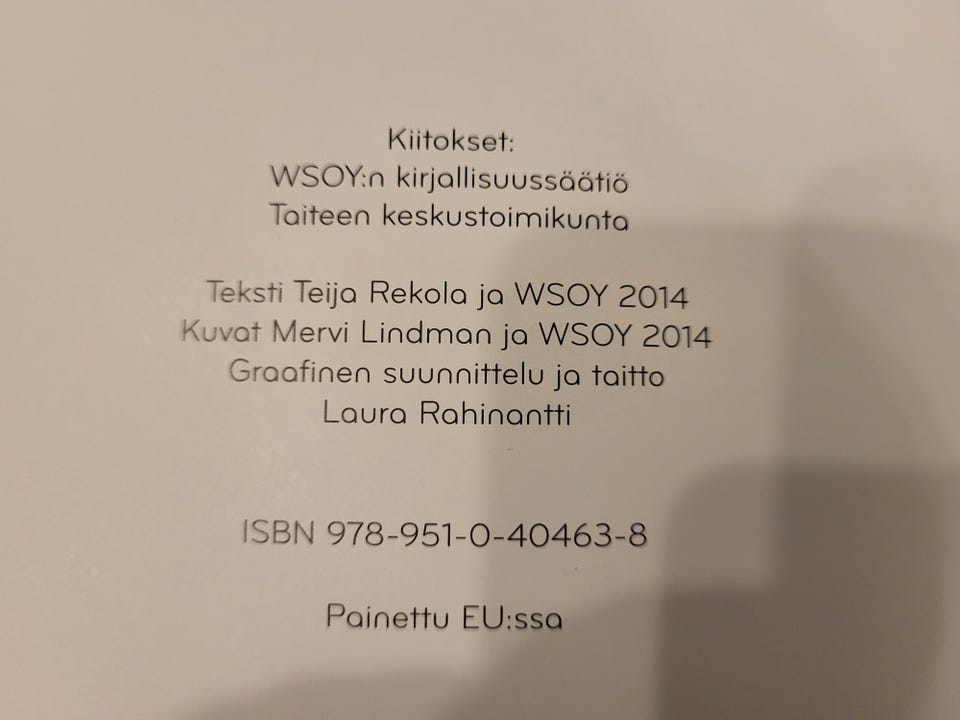 Kiitokset:
WSOY:n kirjallisuussäätiö
Taiteen keskustoimikunta
Teksti Teija Rekola ja WSOY 2014
Kuvat Mervi Lindman ja WSOY 2014
Graafinen suunnittelu ja taitto
Laura Rahinantti
ISBN 978-951-0-40463-8
Painettu EU:ssa